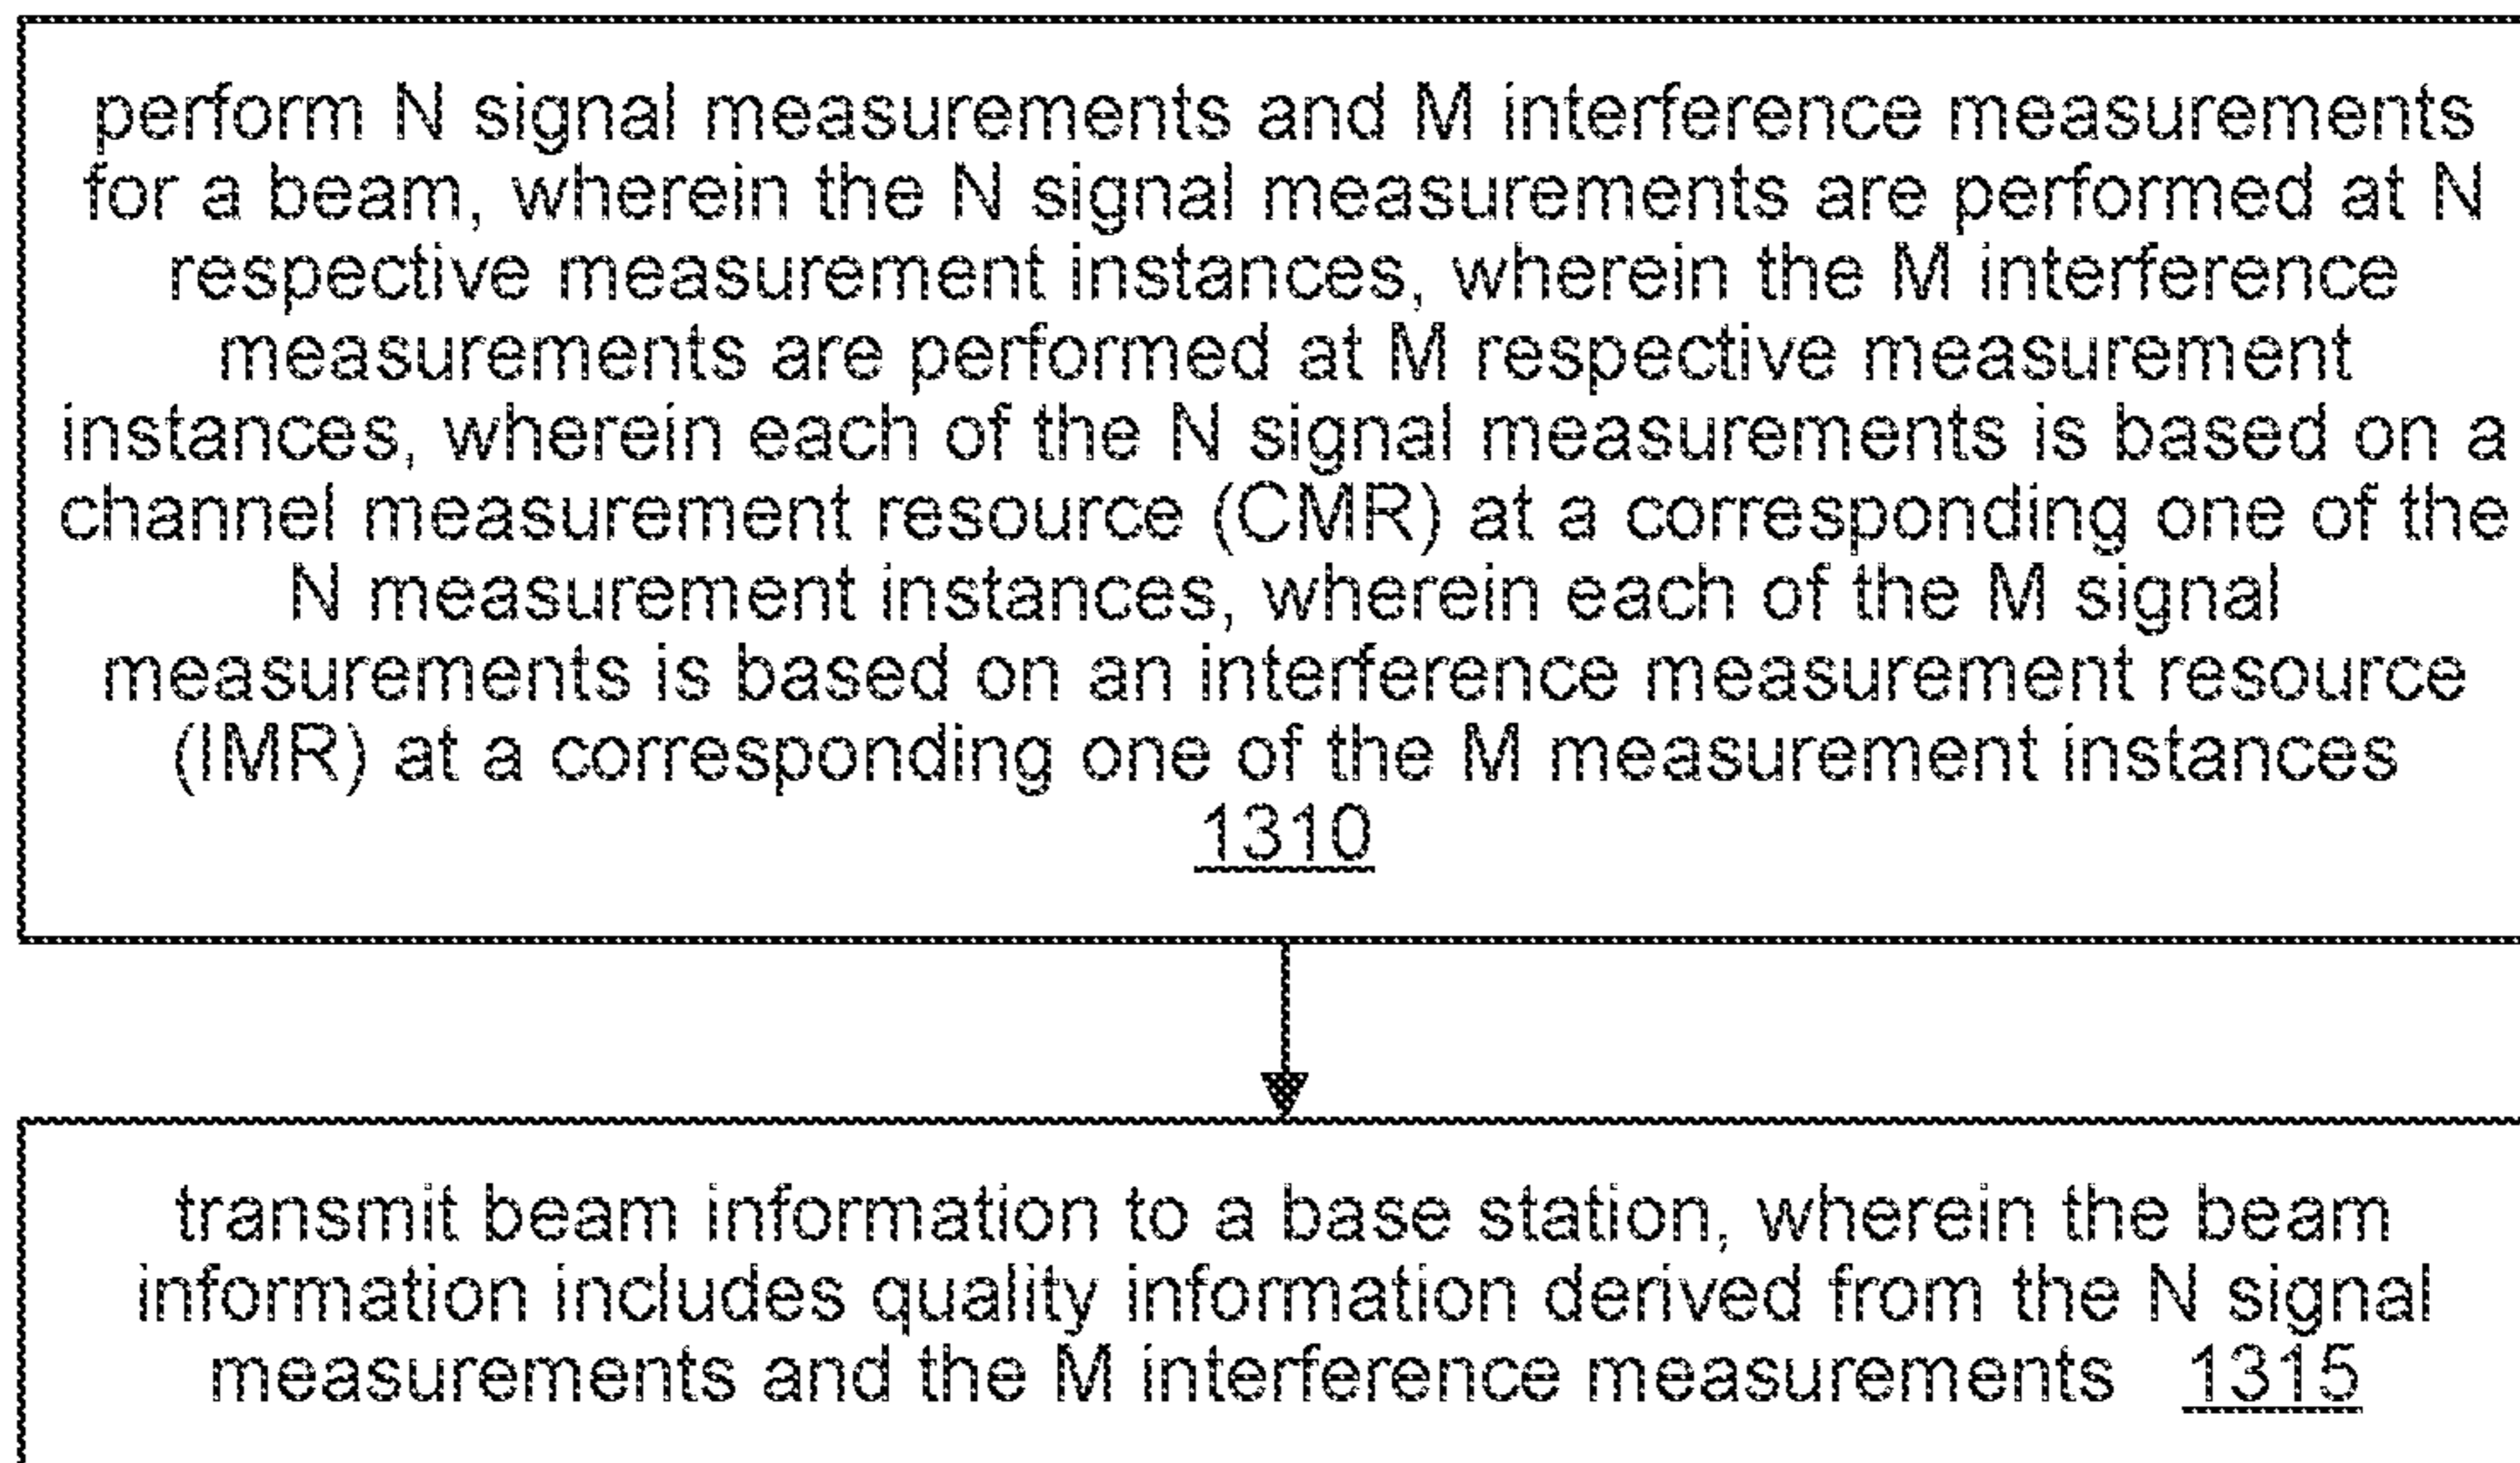 perform N signal measurements and M interference measurements
for a beam, wherein the N signal measurements are performed at N
respective measurement instances, wherein the M interference
measurements are performed at M respective measurement
instances, wherein each of the N signal measurements is based on a
channel measurement resource (CMR) at a corresponding one of the
N measurement instances, wherein each of the M signal
measurements is based on an interference measurement resource
(IMR) at a corresponding one of the M measurement instances
1310
transmit beam information to a base station, wherein the beam
information includes quality information derived from the N signal
measurements and the M interference measurements 1315